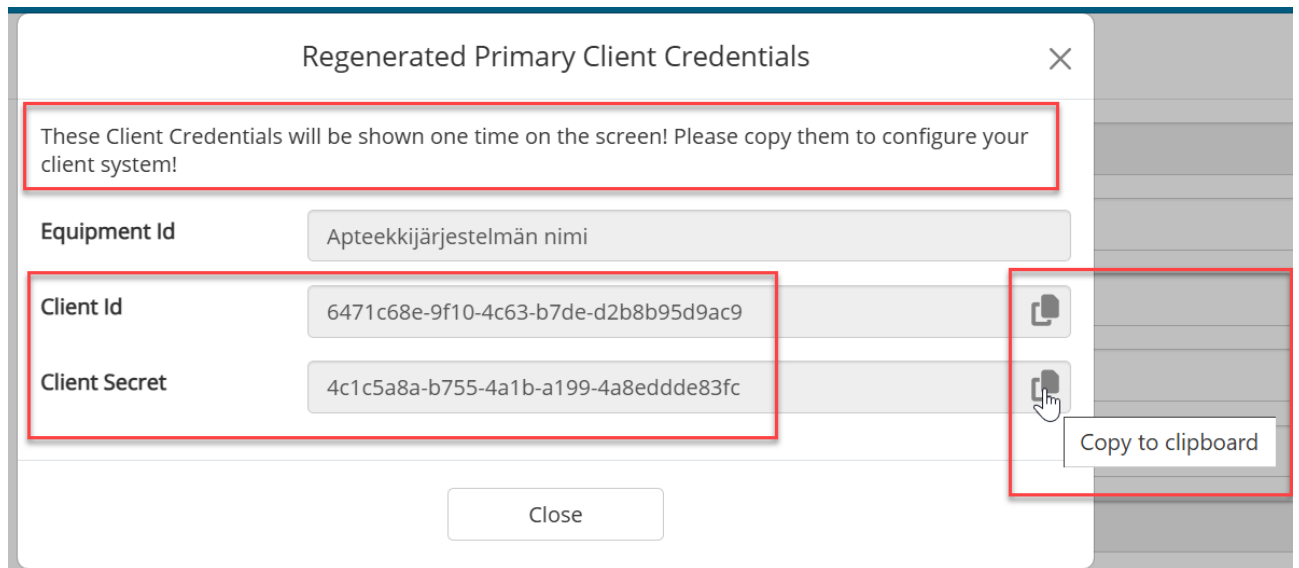 Regenerated Primary Client Credentials
These Client Credentials will be shown one time on the screen! Please copy them to configure your
client system!
Equipment Id
Apteekkijärjestelmän nimi
Client Id
6471c68e-9f10-4c63-b7de-d2b8b95d9ac9
Client Secret
4c1c5a8a-b755-4a1b-a199-4a8eddde83fc
Copy to clipboard
Close